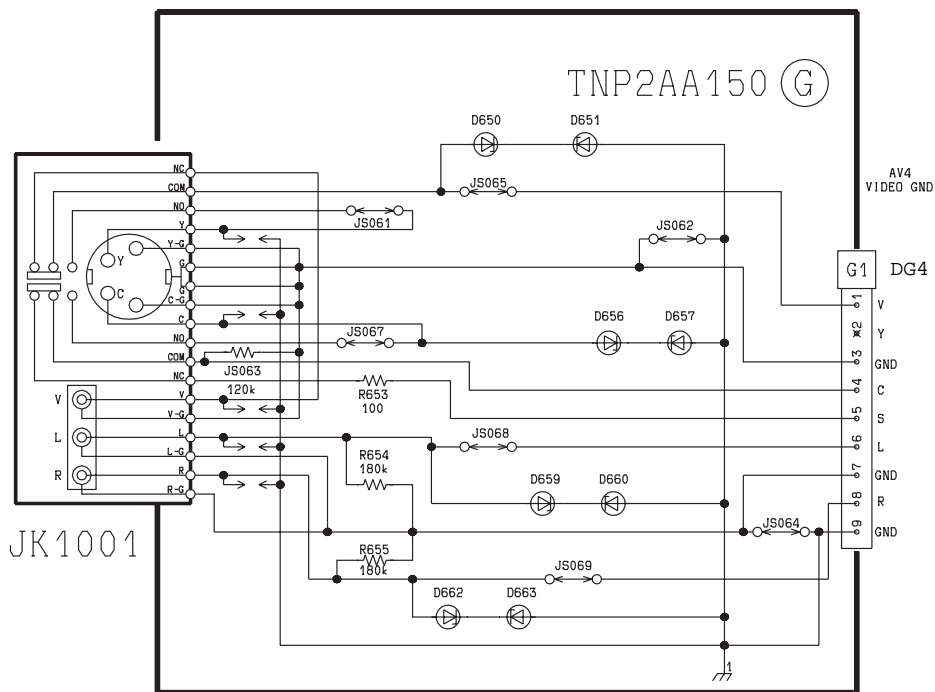 TNP2AA150 G
D650 D651
AV4
VIDEO GND
NC
COM
JS065
NO
JS061
Y
JS062
Y-G
Y
G
G1 DG4
G
C
C-G
1 V
C
D656 D657
2 Y
NO
JS067
COM
3 GND
JS063
120k
NC
4 C
R653
100
V
V
5 S
V-G
L
L
JS068
6 L
L-G
R654
180k
R
R
D659 D660
7 GND
R-G
8 R
JS064
9 GND
JK1001
R655
180k
JS069
D662 D663
1